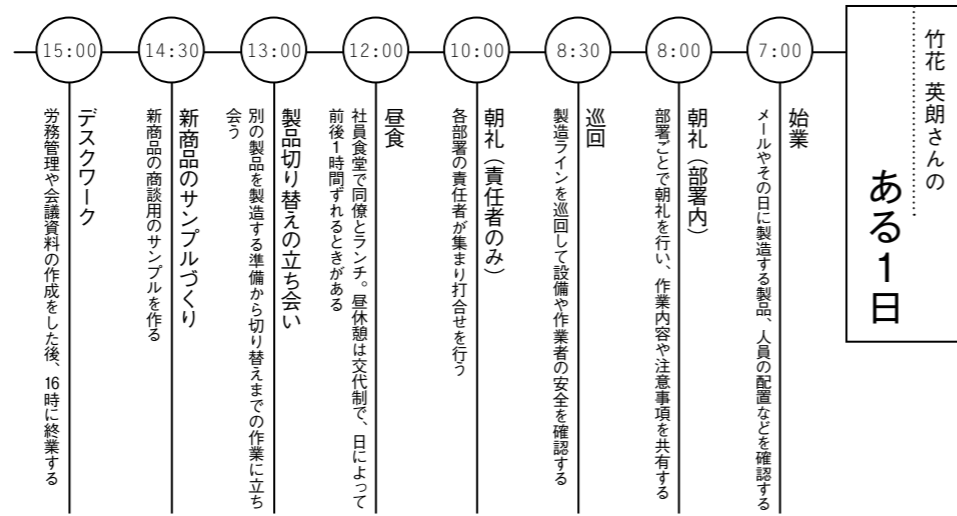 竹花 英朗さんの
ある1日
7:00
始業
メールやその日に製造する製品、人員の配置などを確認する
8:00
朝礼（部署内）
部署ごとで朝礼を行い、作業内容や注意事項を共有する
8:30
巡回
製造ラインを巡回して設備や作業者の安全を確認する
10:00
朝礼（責任者のみ）
各部署の責任者が集まり打合せを行う
12:00
昼食
社員食堂で同僚とランチ。昼休憩は交代制で、日によって
前後1時間ずれるときがある
13:00
製品切り替えの立ち会い
別の製品を製造する準備から切り替えまでの作業に立ち
会う
14:30
新商品のサンプルづくり
新商品の商談用のサンプルを作る
15:00
デスクワーク
労務管理や会議資料の作成をした後、16時に終業する